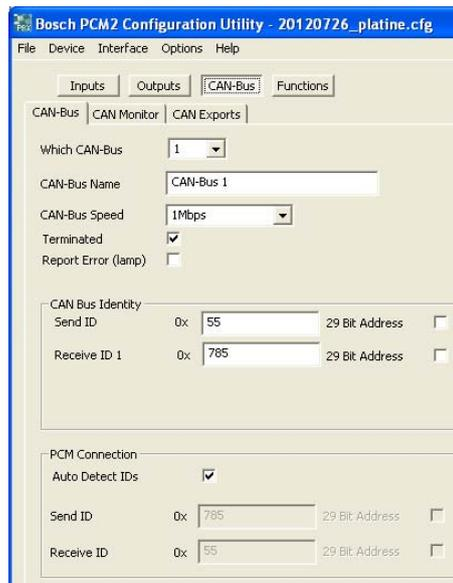 Bosch PCM2 Configuration Utility - 20120726_platine.cfg
File Device Interface Options Help
Inputs Outputs CAN-Bus Functions
CAN-Bus CAN Monitor CAN Exports
Which CAN-Bus 1
CAN-Bus Name CAN-Bus 1
CAN-Bus Speed 1Mbps
Terminated
Report Error (lamp)
CAN Bus Identity
Send ID 0x 55 29 Bit Address
Receive ID 1 0x 785 29 Bit Address
PCM Connection
Auto Detect IDs
Send ID 0x 785 29 Bit Address
Receive ID 0x 55 29 Bit Address